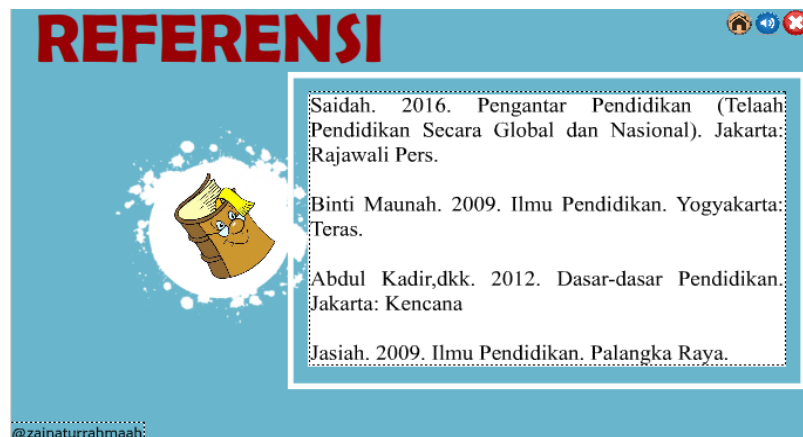 REFERENSI
Saidah. 2016. Pengantar Pendidikan (Telaah
Pendidikan Secara Global dan Nasional). Jakarta:
Rajawali Pers.
Binti Maunah. 2009. Ilmu Pendidikan. Yogyakarta:
Teras.
Abdul Kadir,dkk. 2012. Dasar-dasar Pendidikan.
Jakarta: Kencana
Jasiah. 2009. Ilmu Pendidikan. Palangka Raya.
@zainaturrahmaah